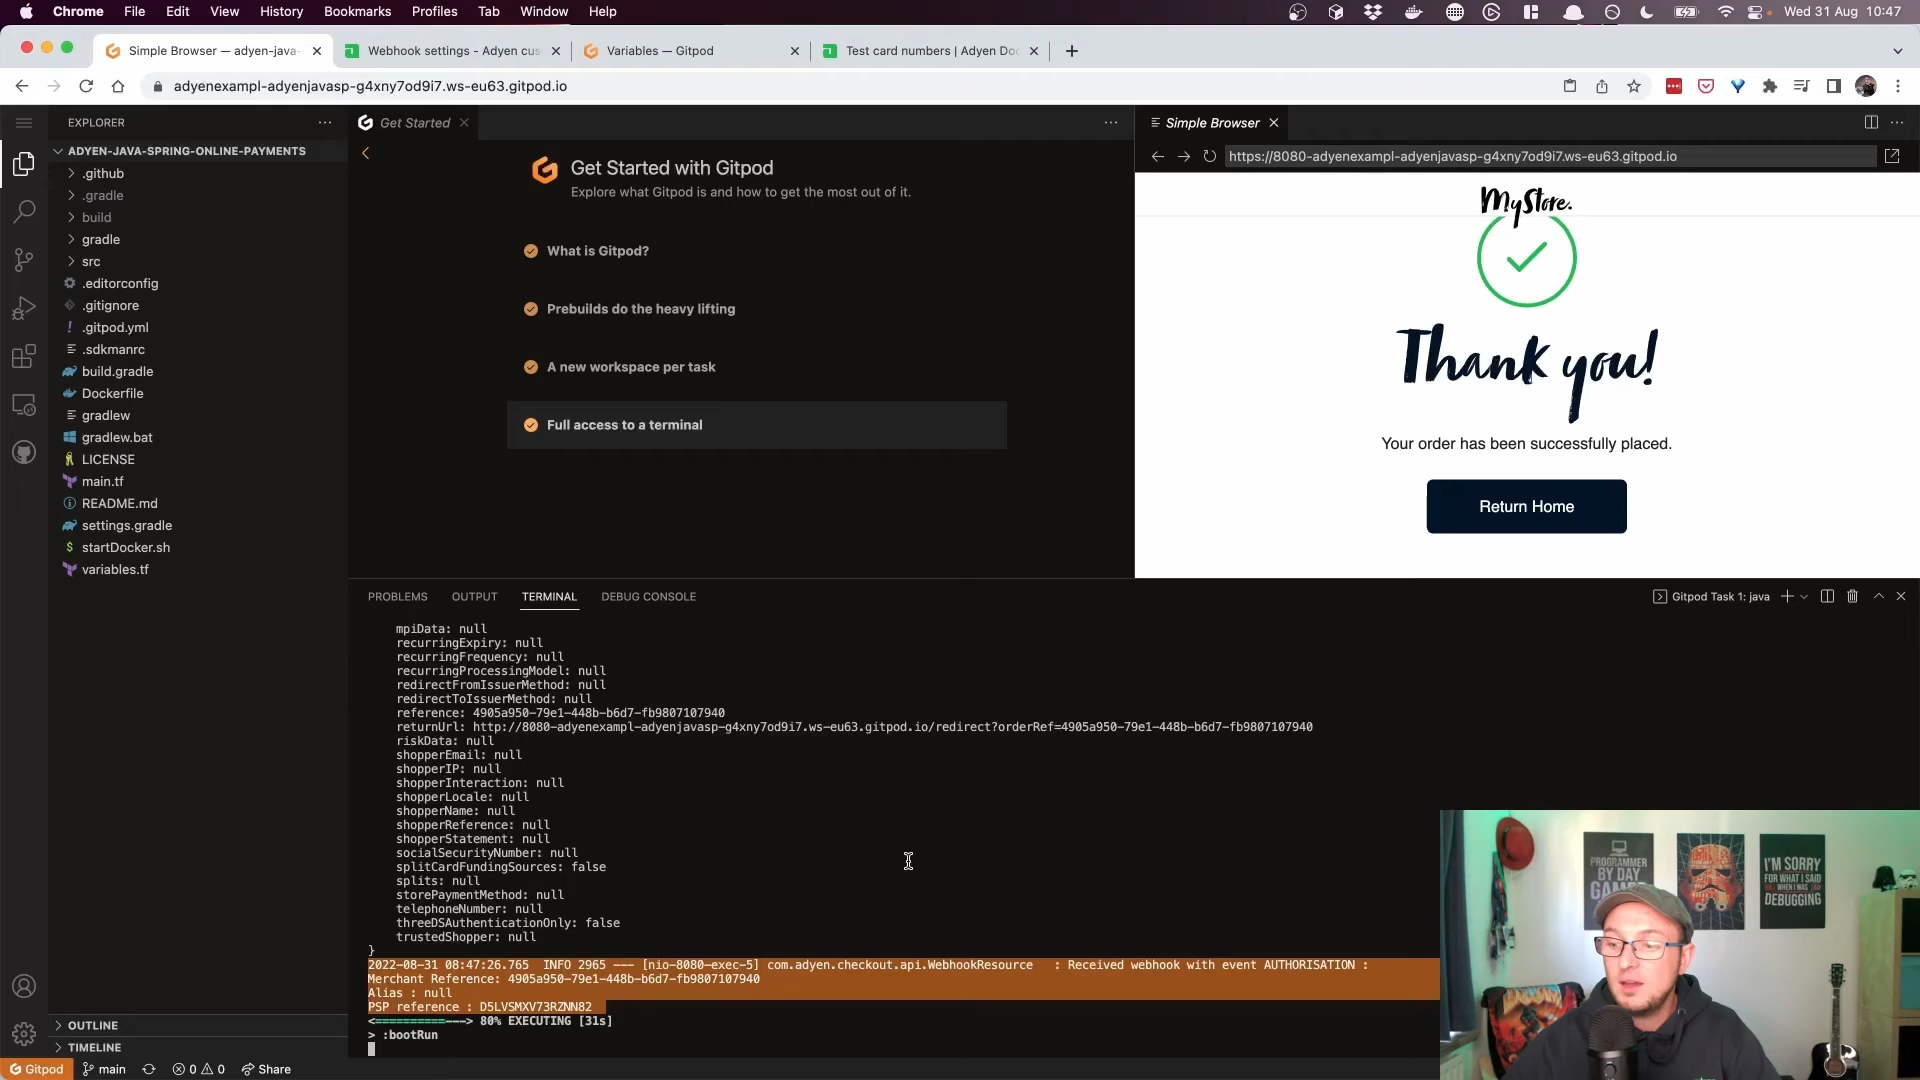 Chrome File Edit View History Bookmarks Profiles Tab Window Help Wed 31 Aug 10:47
Simple Browser — adyen-java- Webhook settings - Adyen cus Variables — Gitpod Test card numbers | Adyen Do
adyenexampl-adyenjavasp-g4xny7od9i7.ws-eu63.gitpod.io
EXPLORER
ADYEN-JAVA-SPRING-ONLINE-PAYMENTS
.github
.gradle
build
gradle
src
.editorconfig
.gitignore
.gitpod.yml
.sdkmanrc
build.gradle
Dockerfile
gradlew
gradlew.bat
LICENSE
main.tf
README.md
settings.gradle
startDocker.sh
variables.tf
OUTLINE
TIMELINE
Get Started
Get Started with Gitpod
Explore what Gitpod is and how to get the most out of it.
What is Gitpod?
Prebuilds do the heavy lifting
A new workspace per task
Full access to a terminal
Simple Browser
https://8080-adyenexampl-adyenjavasp-g4xny7od9i7.ws-eu63.gitpod.io
MyStore.
Thank you!
Your order has been successfully placed.
Return Home
PROBLEMS OUTPUT TERMINAL DEBUG CONSOLE Gitpod Task 1: java
mpiData: null
recurringExpiry: null
recurringFrequency: null
recurringProcessingModel: null
redirectFromIssuerMethod: null
redirectToIssuerMethod: null
reference: 4905a950-79e1-448b-b6d7-fb9807107940
returnUrl: http://8080-adyenexampl-adyenjavasp-g4xny7od9i7.ws-eu63.gitpod.io/redirect?orderRef=4905a950-79e1-448b-b6d7-fb9807107940
riskData: null
shopperEmail: null
shopperIP: null
shopperInteraction: null
shopperLocale: null
shopperName: null
shopperReference: null
shopperStatement: null
socialSecurityNumber: null
splitCardFundingSources: false
splits: null
storePaymentMethod: null
telephoneNumber: null
threeDSAuthenticationOnly: false
trustedShopper: null
}
2022-08-31 08:47:26.765 INFO 2965 --- [nio-8080-exec-5] com.adyen.checkout.api.WebhookResource : Received webhook with event AUTHORISATION :
Merchant Reference: 4905a950-79e1-448b-b6d7-fb9807107940
Alias : null
PSP reference : D5LVSMXV73RZNN82
<==========---> 80% EXECUTING [31s]
> :bootRun
PROGRAMMER
BY DAY
I'M SORRY
FOR WHAT I SAID
WHEN I WAS
DEBUGGING
Gitpod main 0 0 Share